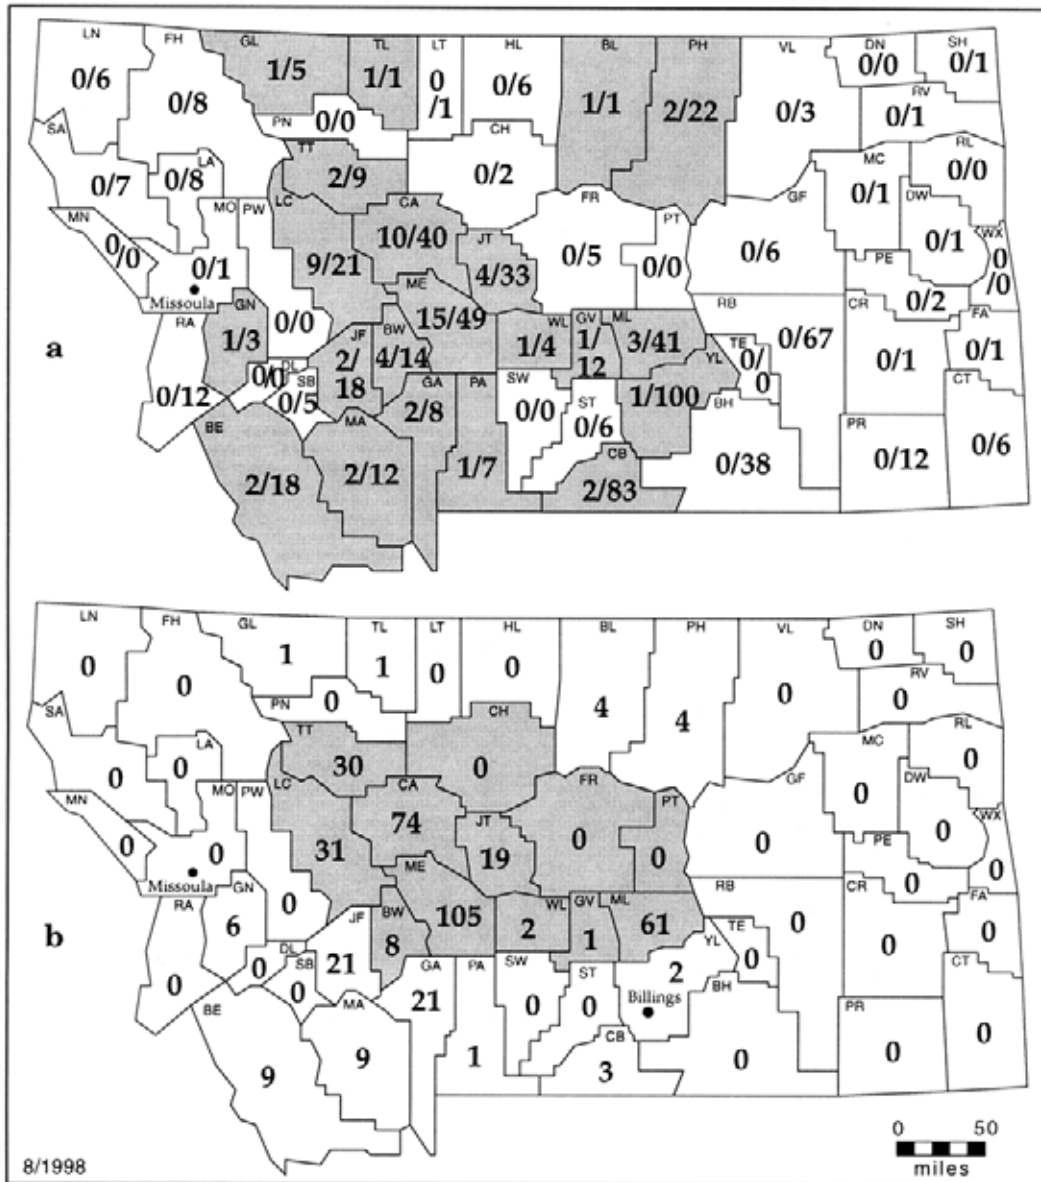 LN
FH
GL
TL
LT
HL
BL
PH
VL
DN
SH
0/6
0/8
1/5
1/1
0
/1
0/6
1/1
2/22
0/3
0/0
0/1
RV
0/1
PN
0/0
SA
LA
TT
CH
MC
RL
0/7
0/8
2/9
0/2
0/1
0/0
MN
MO
PW
LC
CA
JT
FR
PT
GF
DW
WX
0
/0
0/1
Missoula
9/21
10/40
4/33
0/5
0/0
0/6
0/1
0
/0
PE
0/2
RA
GN
ME
RB
CR
FA
a
1/3
0/0
JF
BW
15/49
WL
GV
ML
TE
0/67
0/1
0/1
0/12
DL
0/0
SB
0/5
2/
18
4/14
1/4
1/
12
3/41
YL
0/
0
CT
BE
MA
GA
PA
SW
ST
CB
BH
PR
2/18
2/12
2/8
1/7
0/0
0/6
1/100
2/83
0/38
0/12
0/6
LN
FH
GL
TL
LT
HL
BL
PH
VL
DN
SH
0
0
1
1
0
0
4
4
0
0
0
RV
0
PN
0
SA
LA
TT
CH
MC
RL
0
0
30
0
0
0
MN
MO
PW
LC
CA
JT
FR
PT
GF
DW
WX
0
0
Missoula
31
74
19
0
0
0
0
0
PE
0
RA
GN
ME
RB
CR
FA
b
6
0
JF
BW
105
WL
GV
ML
TE
0
0
0
0
DL
0
SB
0
21
8
2
1
61
YL
0
CT
BE
MA
GA
PA
SW
ST
CB
BH
PR
9
9
21
1
0
0
2
Billings
3
0
0
0
0
50
miles
8/1998